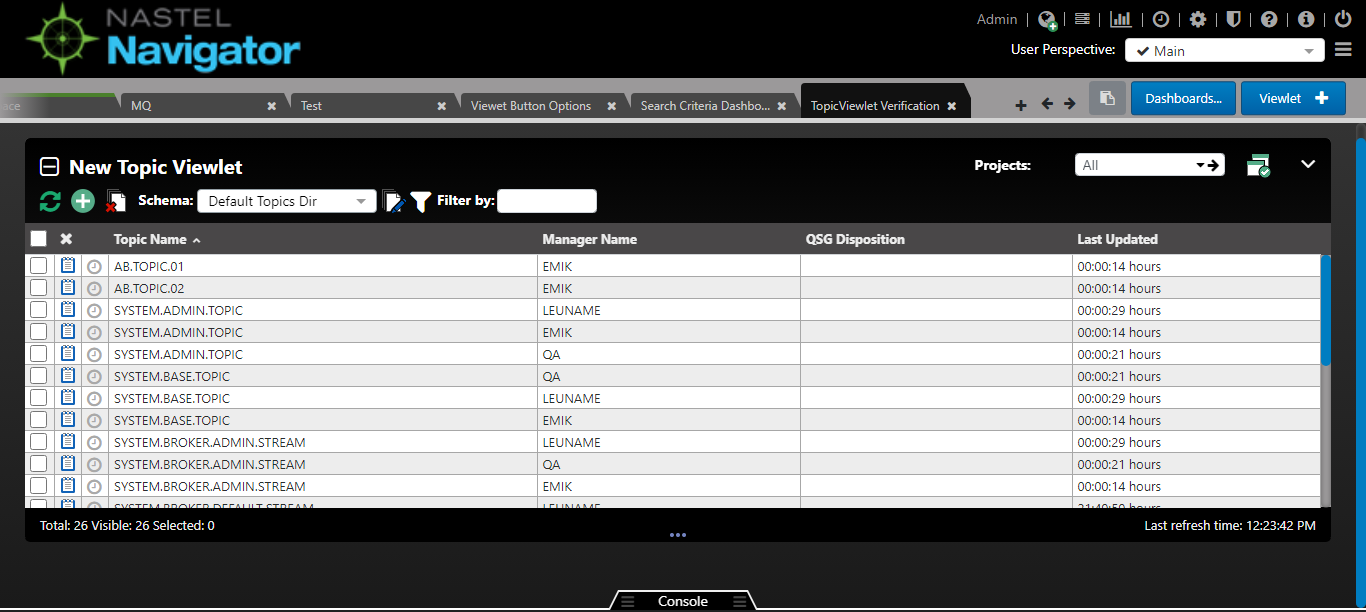 NASTEL
Navigator
Admin
User Perspective: Main
ace MQ Test Viewet Button Options Search Criteria Dashbo... TopicViewlet Verification Dashboards... Viewlet
New Topic Viewlet Projects: All
Schema: Default Topics Dir Filter by:
Topic Name Manager Name QSG Disposition Last Updated
AB.TOPIC.01 EMIK 00:00:14 hours
AB.TOPIC.02 EMIK 00:00:14 hours
SYSTEM.ADMIN.TOPIC LEUNAME 00:00:29 hours
SYSTEM.ADMIN.TOPIC EMIK 00:00:14 hours
SYSTEM.ADMIN.TOPIC QA 00:00:21 hours
SYSTEM.BASE.TOPIC QA 00:00:21 hours
SYSTEM.BASE.TOPIC LEUNAME 00:00:29 hours
SYSTEM.BASE.TOPIC EMIK 00:00:14 hours
SYSTEM.BROKER.ADMIN.STREAM LEUNAME 00:00:29 hours
SYSTEM.BROKER.ADMIN.STREAM QA 00:00:21 hours
SYSTEM.BROKER.ADMIN.STREAM EMIK 00:00:14 hours
SYSTEM.BROKER.DEFAULT.STREAM LEUNAME
Total: 26 Visible: 26 Selected: 0 Last refresh time: 12:23:42 PM
Console